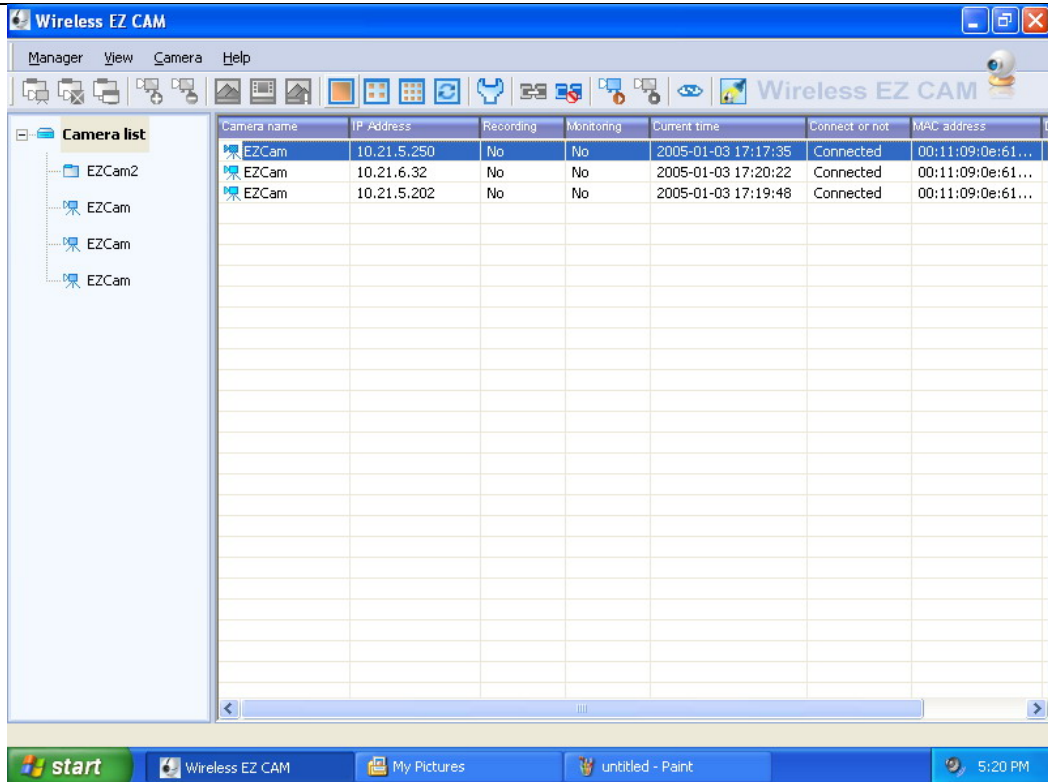 Wireless EZ CAM
Manager View Camera Help
Wireless EZ CAM
Camera list
EZCam2
EZCam
EZCam
EZCam
Camera name IP Address Recording Monitoring Current time Connect or not MAC address
EZCam 10.21.5.250 No No 2005-01-03 17:17:35 Connected 00:11:09:0e:61...
EZCam 10.21.6.32 No No 2005-01-03 17:20:22 Connected 00:11:09:0e:61...
EZCam 10.21.5.202 No No 2005-01-03 17:19:48 Connected 00:11:09:0e:61...
start Wireless EZ CAM My Pictures untitled - Paint 5:20 PM